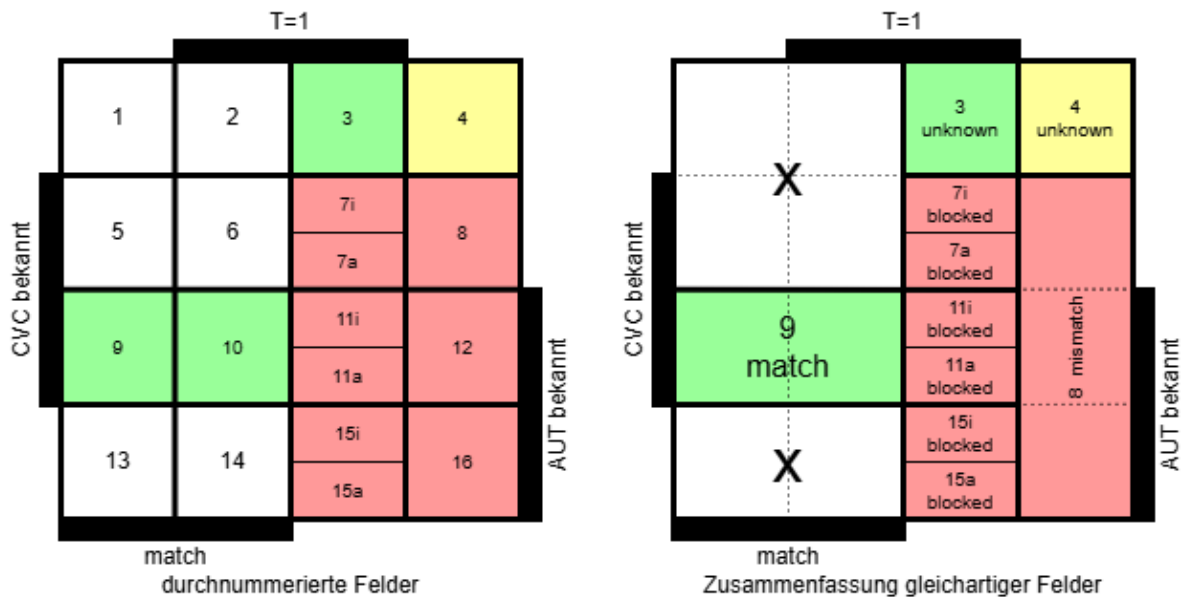 T=1
1
2
3
4
5
6
7i
7a
8
9
10
11i
11a
12
13
14
15i
15a
16
CVC bekannt
AUT bekannt
match
durchnummerierte Felder
T=1
X
3
unknown
4
unknown
7i
blocked
7a
blocked
9
match
11i
blocked
11a
blocked
8 mismatch
X
15i
blocked
15a
blocked
CVC bekannt
AUT bekannt
match
Zusammenfassung gleichartiger Felder